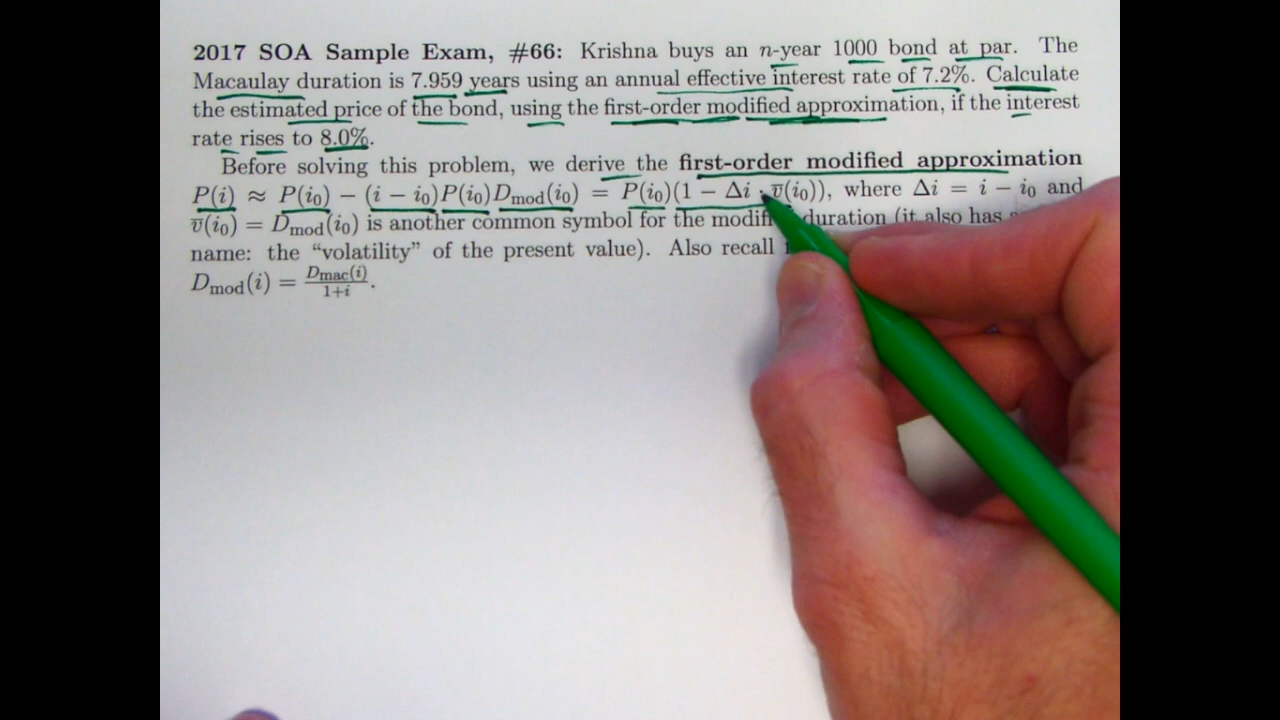 2017 SOA Sample Exam, #66: Krishna buys an n-year 1000 bond at par. The
Macaulay duration is 7.959 years using an annual effective interest rate of 7.2%. Calculate
the estimated price of the bond, using the first-order modified approximation, if the interest
rate rises to 8.0%.
Before solving this problem, we derive the first-order modified approximation
P(i) ≈ P(i₀) − (i − i₀)P(i₀)D_mod(i₀) = P(i₀)(1 − Δi · v̅(i₀)), where Δi = i − i₀ and
v̅(i₀) = D_mod(i₀) is another common symbol for the modified duration (it also has
name: the "volatility" of the present value). Also recall
D_mod(i) = D_mac(i)/1+i.